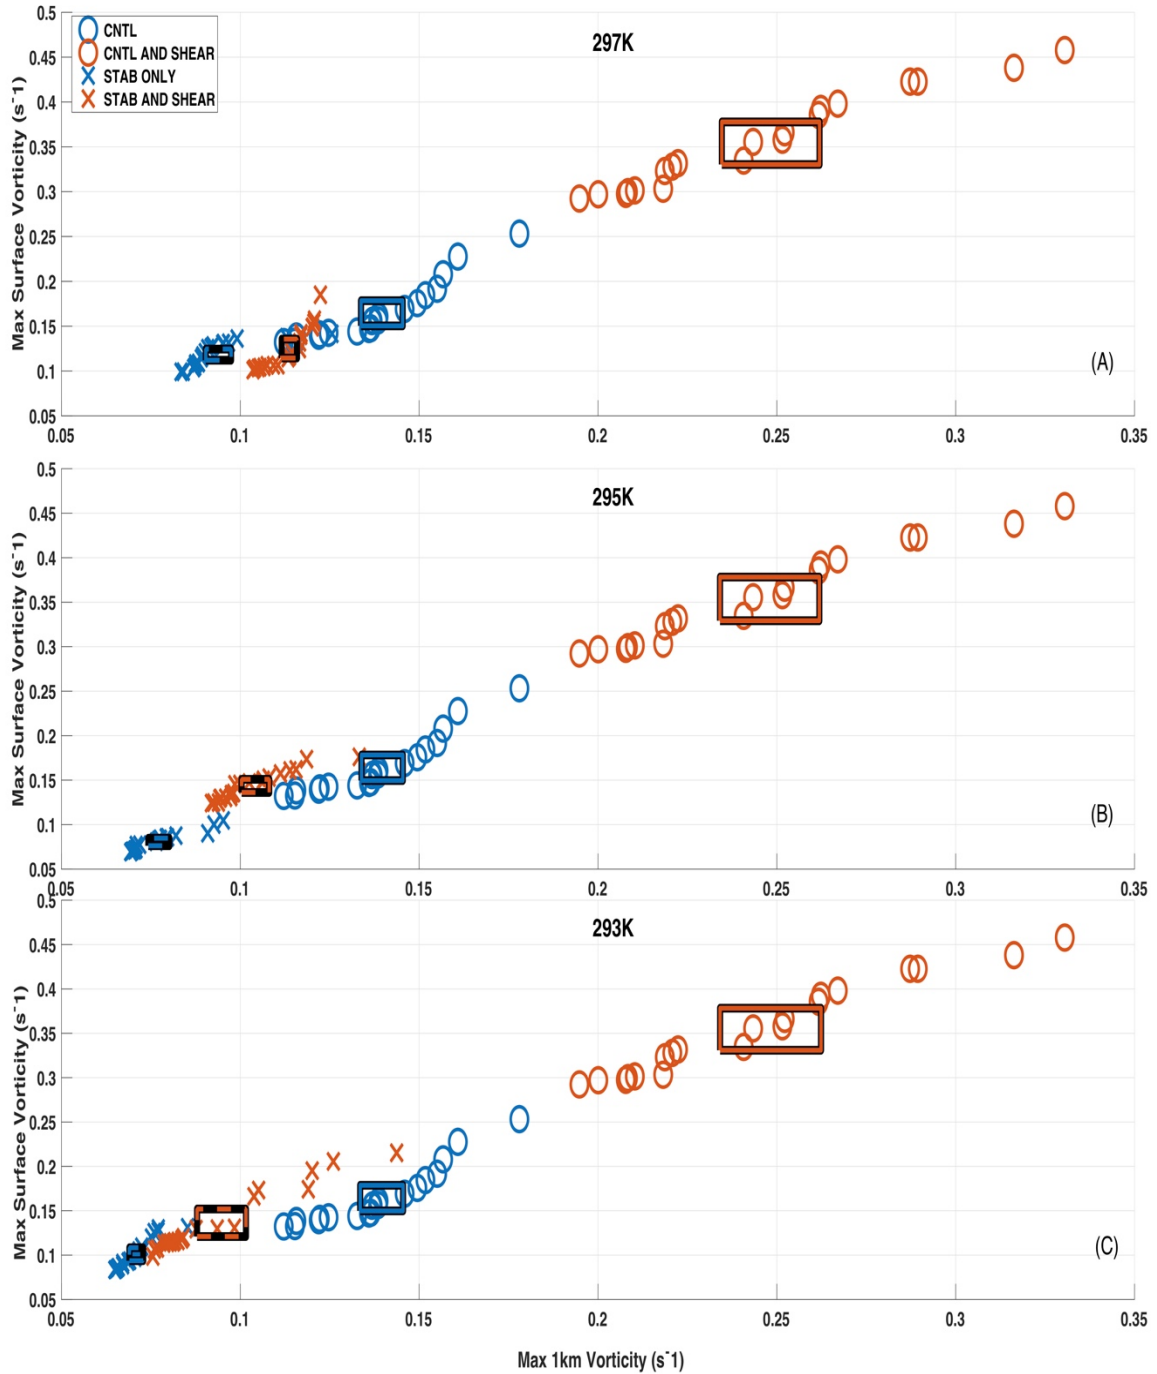 0.5
CNTL
CNTL AND SHEAR
STAB ONLY
STAB AND SHEAR
297K
0.45
0.4
0.35
0.3
0.25
0.2
0.15
0.1
0.05
Max Surface Vorticity (s⁻1)
(A)
0.05 0.1 0.15 0.2 0.25 0.3 0.35
0.5
295K
0.45
0.4
0.35
0.3
0.25
0.2
0.15
0.1
0.05
Max Surface Vorticity (s⁻1)
(B)
0.05 0.1 0.15 0.2 0.25 0.3 0.35
0.5
293K
0.45
0.4
0.35
0.3
0.25
0.2
0.15
0.1
0.05
Max Surface Vorticity (s⁻1)
(C)
0.05 0.1 0.15 0.2 0.25 0.3 0.35
Max 1km Vorticity (s⁻1)